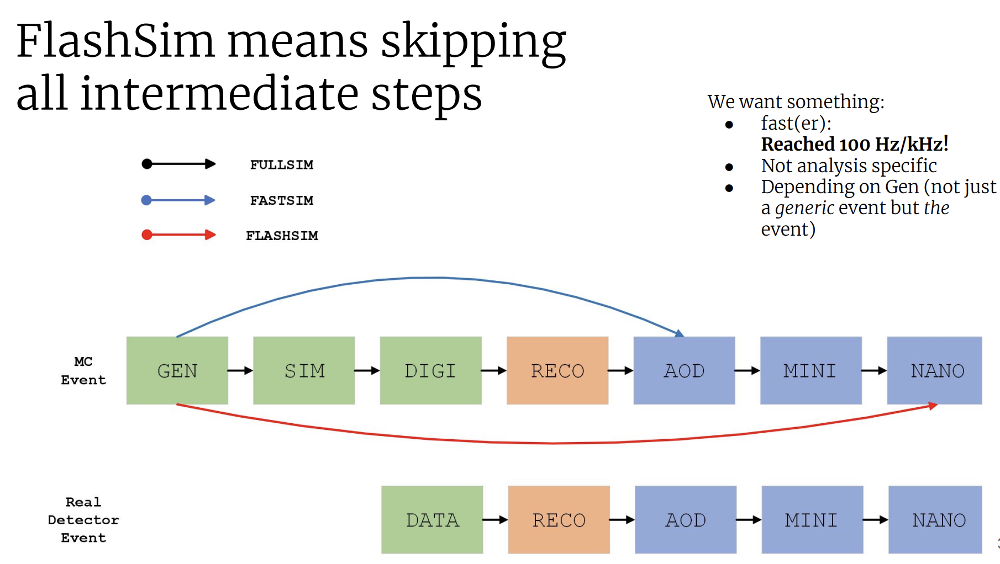 FlashSim means skipping
all intermediate steps
We want something:
● fast(er):
Reached 100 Hz/kHz!
● Not analysis specific
● Depending on Gen (not just
a generic event but the
event)
FULLSIM
FASTSIM
FLASHSIM
MC
Event
GEN
SIM
DIGI
RECO
AOD
MINI
NANO
Real
Detector
Event
DATA
RECO
AOD
MINI
NANO